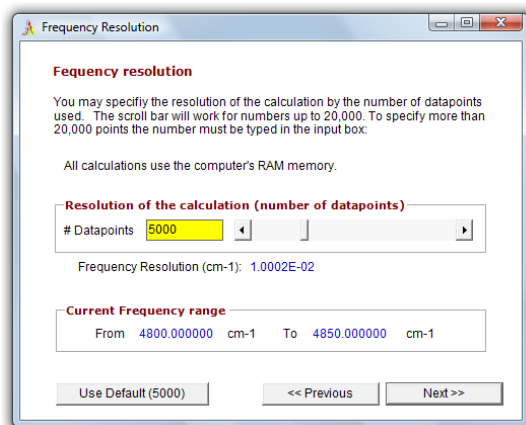 Frequency Resolution
Fequency resolution
You may specifiy the resolution of the calculation by the number of datapoints
used.  The scroll bar will work for numbers up to 20,000. To specify more than
20,000 points the number must be typed in the input box:
All calculations use the computer's RAM memory.
Resolution of the calculation (number of datapoints)
# Datapoints 5000
Frequency Resolution (cm-1): 1.0002E-02
Current Frequency range
From 4800.000000 cm-1 To 4850.000000 cm-1
Use Default (5000) << Previous Next >>